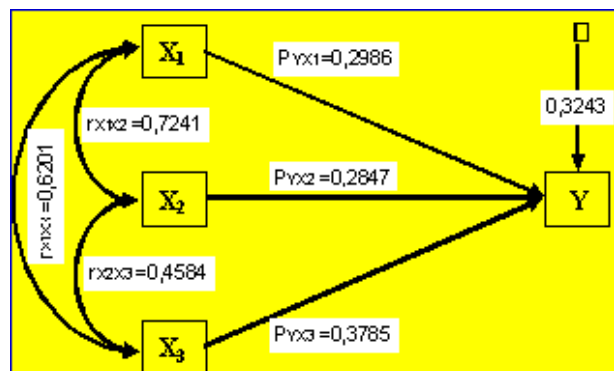 X₁
PYX1=0,2986
0,3243
rX1X2=0,7241
rX1X3=0,6201
X₂
PYX2=0,2847
Y
rX2X3=0,4584
X₃
PYX3=0,3785